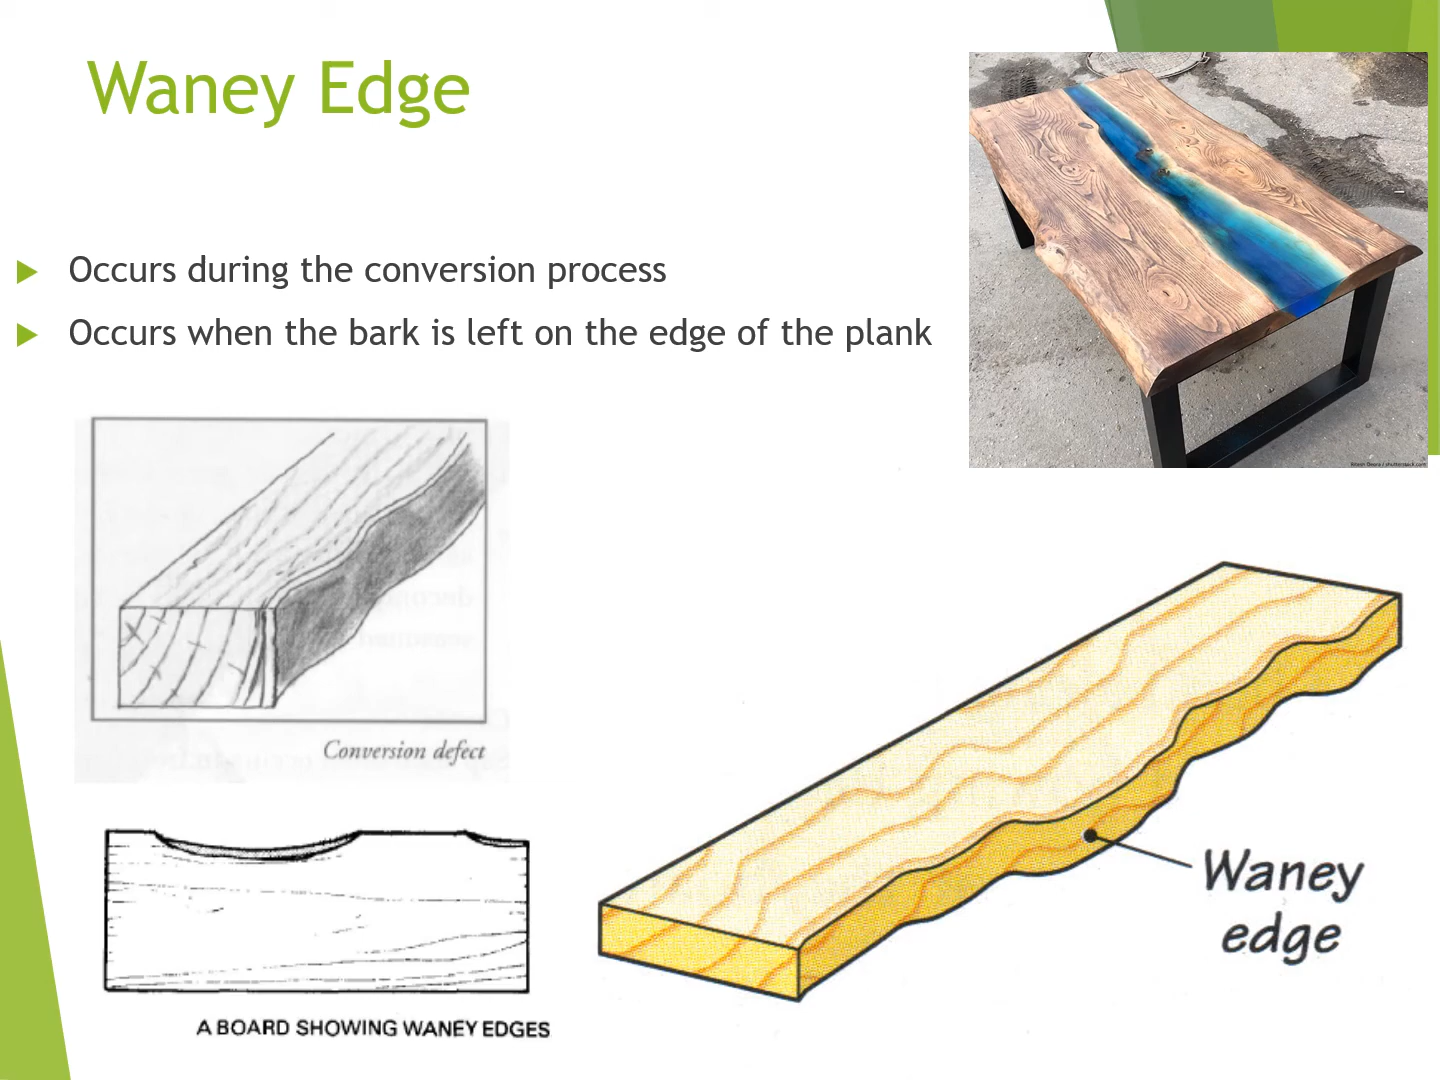 Waney Edge
Occurs during the conversion process
Occurs when the bark is left on the edge of the plank
Conversion defect
Waney
edge
A BOARD SHOWING WANEY EDGES